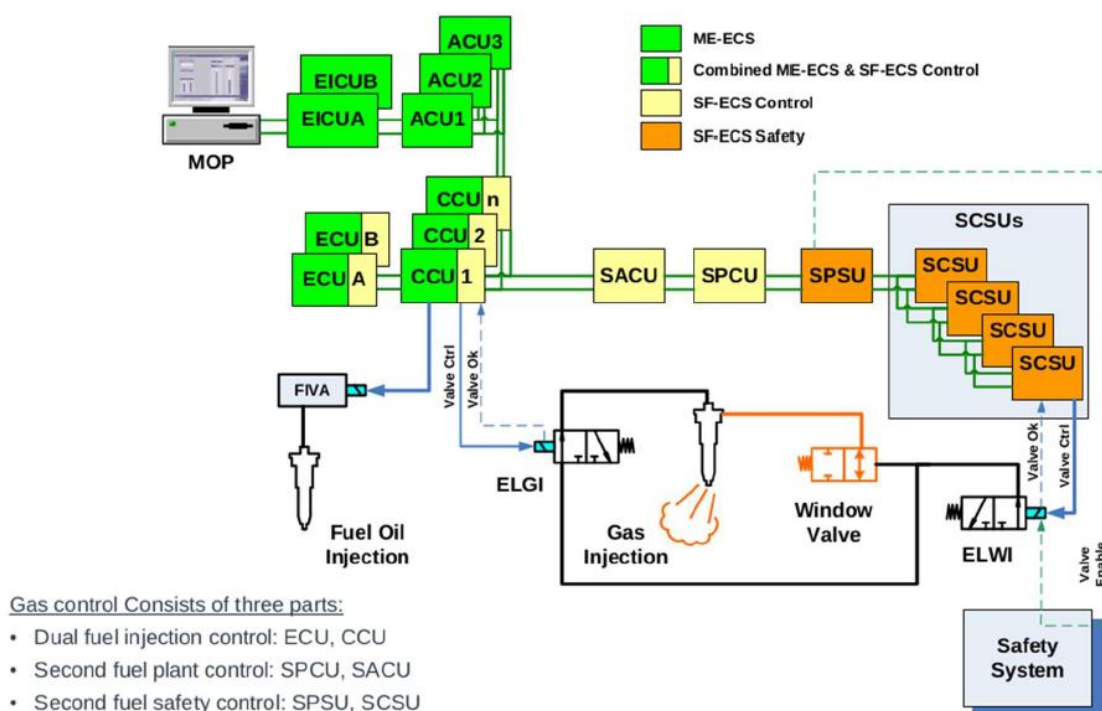 ACU3
ACU2
ACU1
EICUB
EICUA
MOP
ME-ECS
Combined ME-ECS & SF-ECS Control
SF-ECS Control
SF-ECS Safety
CCU n
CCU 2
CCU 1
ECU B
ECU A
SACU
SPCU
SPSU
SCSUs
SCSU
SCSU
SCSU
SCSU
Valve Ctrl
Valve Ok
FIVA
Fuel Oil
Injection
ELGI
Gas
Injection
Window
Valve
ELWI
Valve Ok
Valve Ctrl
Valve
Enable
Safety
System
Gas control Consists of three parts:
• Dual fuel injection control: ECU, CCU
• Second fuel plant control: SPCU, SACU
• Second fuel safety control: SPSU, SCSU